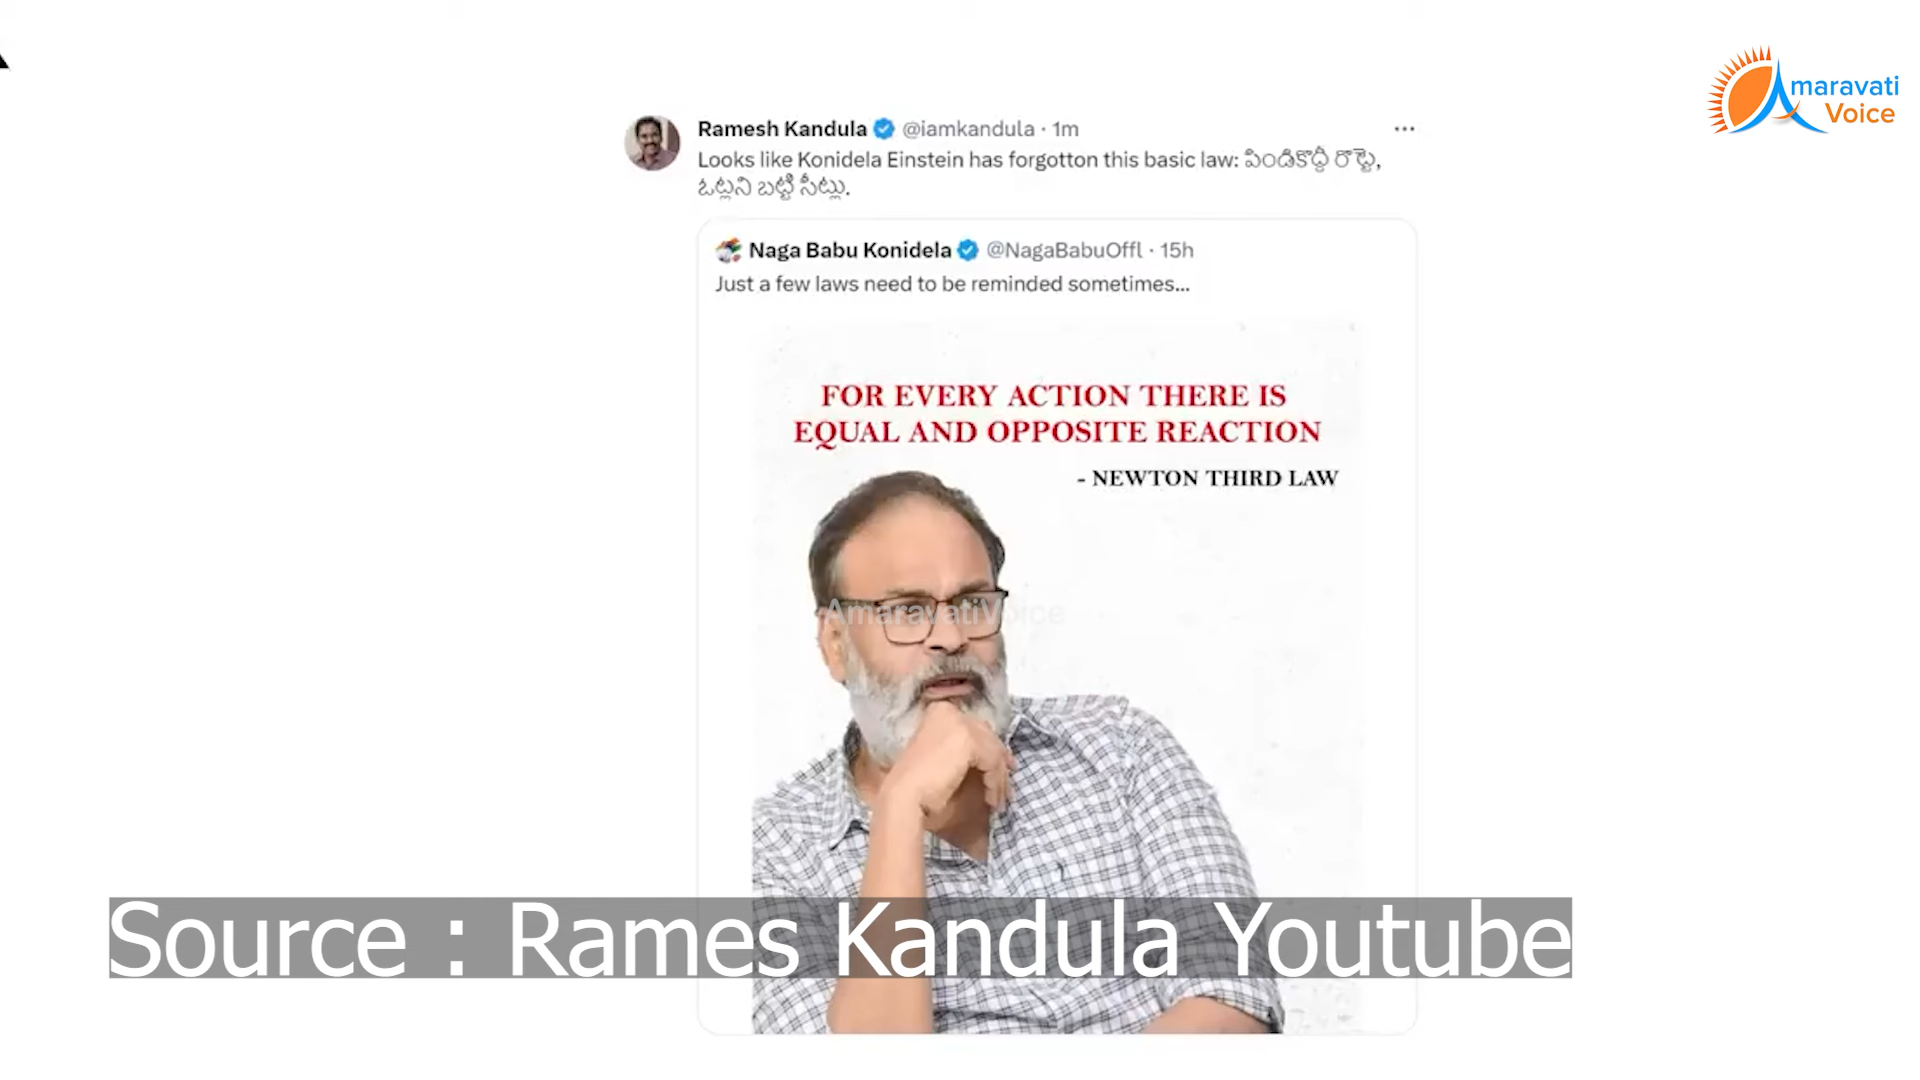 Amaravati
Voice
Ramesh Kandula @iamkandula · 1m
Looks like Konidela Einstein has forgotton this basic law: పిండికొద్దీ రొట్టె,
ఓట్లని బట్టి సీట్లు.
Naga Babu Konidela @NagaBabuOffl · 15h
Just a few laws need to be reminded sometimes...
FOR EVERY ACTION THERE IS
EQUAL AND OPPOSITE REACTION
- NEWTON THIRD LAW
AmaravatiVoice
Source : Rames Kandula Youtube